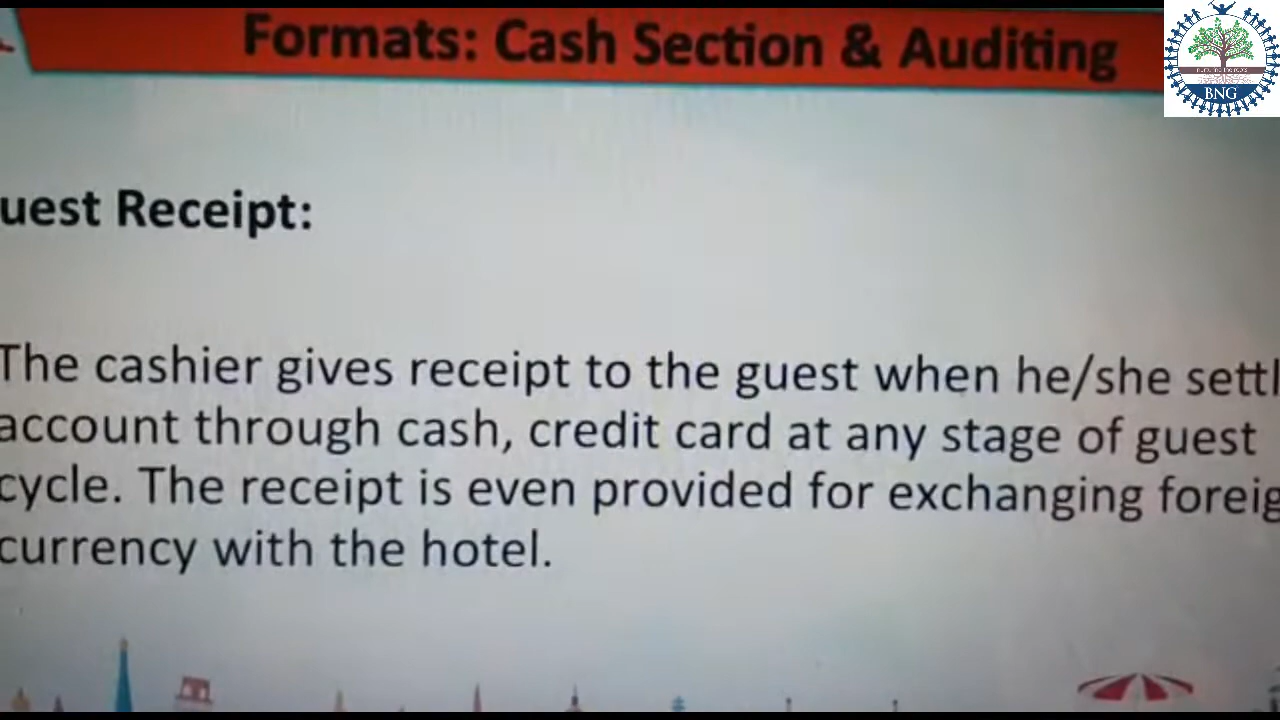 Formats: Cash Section & Auditing
BNG
uest Receipt:
The cashier gives receipt to the guest when he/she settl
account through cash, credit card at any stage of guest
cycle. The receipt is even provided for exchanging foreig
currency with the hotel.